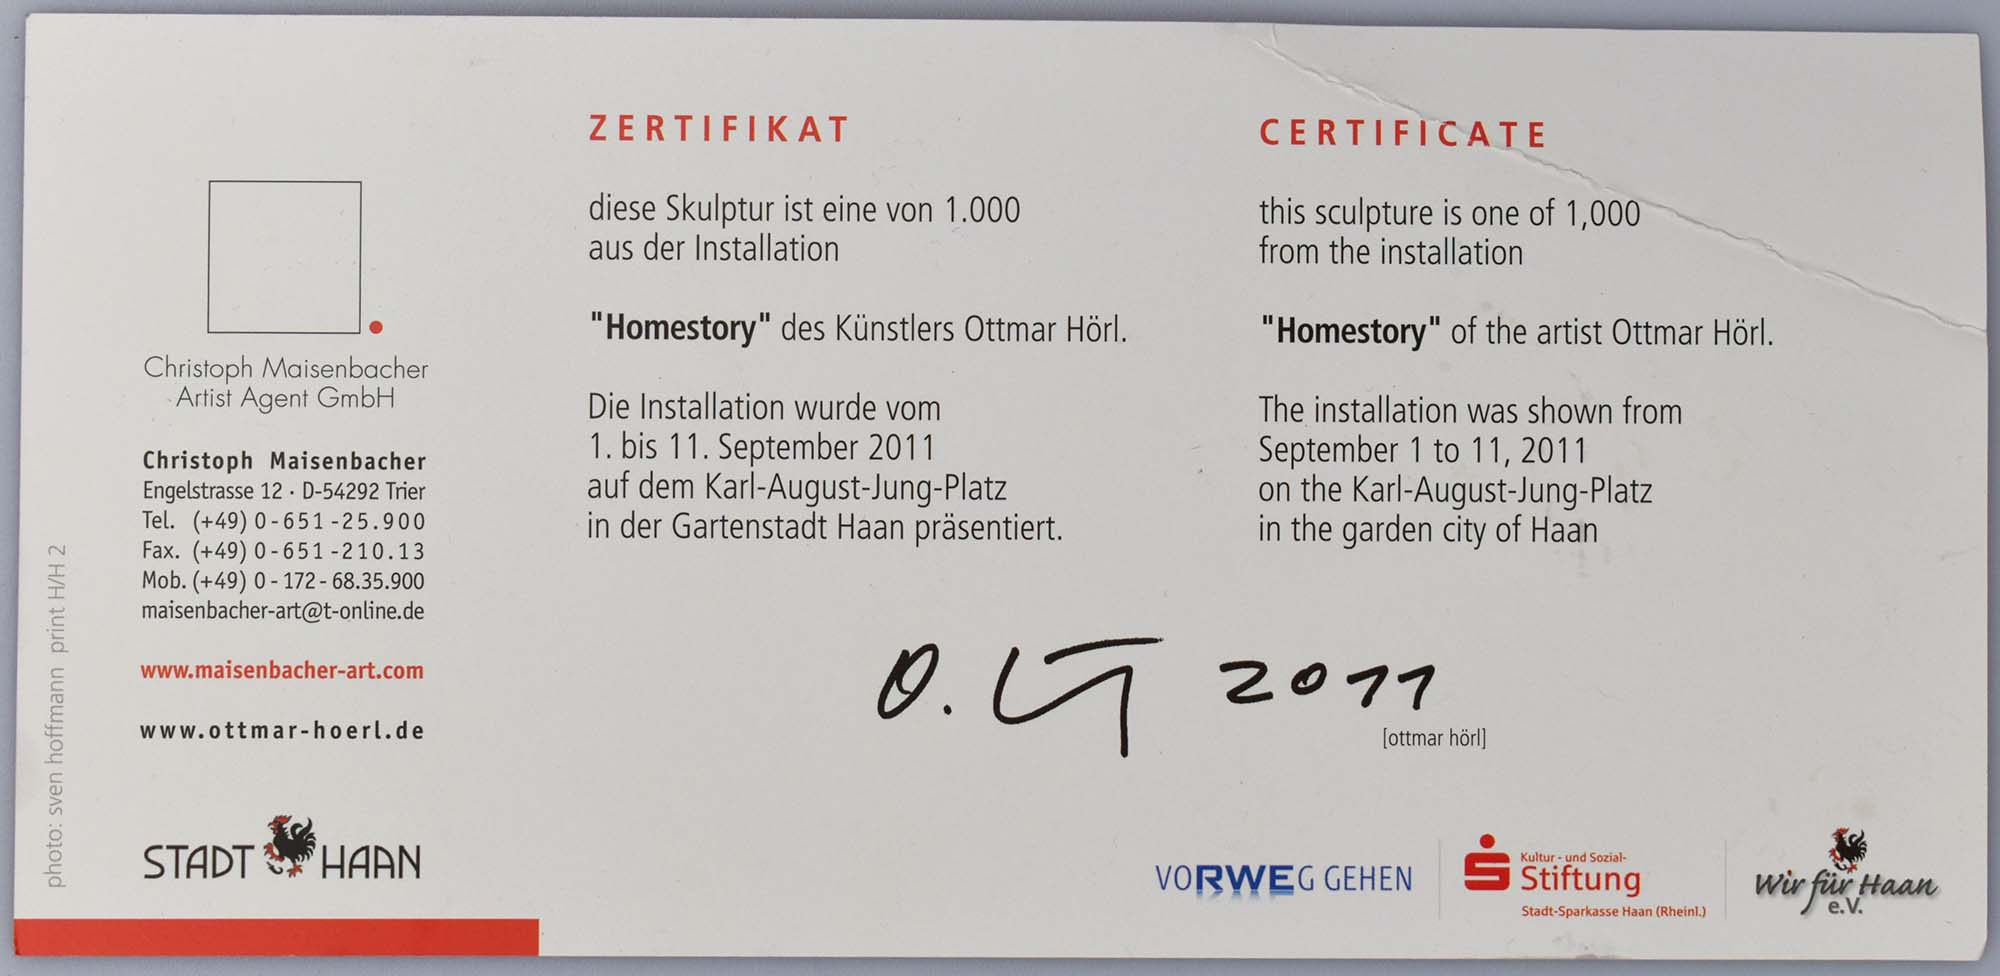 ZERTIFIKAT
diese Skulptur ist eine von 1.000
aus der Installation
"Homestory" des Künstlers Ottmar Hörl.
Die Installation wurde vom
1. bis 11. September 2011
auf dem Karl-August-Jung-Platz
in der Gartenstadt Haan präsentiert.
CERTIFICATE
this sculpture is one of 1,000
from the installation
"Homestory" of the artist Ottmar Hörl.
The installation was shown from
September 1 to 11, 2011
on the Karl-August-Jung-Platz
in the garden city of Haan
Christoph Maisenbacher
Artist Agent GmbH
Christoph Maisenbacher
Engelstrasse 12 · D-54292 Trier
Tel. (+49) 0-651-25.900
Fax. (+49) 0-651-210.13
Mob. (+49) 0-172-68.35.900
maisenbacher-art@t-online.de
www.maisenbacher-art.com
www.ottmar-hoerl.de
STADT HAAN
photo: sven hoffmann print H/H 2
O. 2011
[ottmar hörl]
VORWEG GEHEN
Kultur- und Sozial-
Stiftung
Stadt-Sparkasse Haan (Rheinl.)
Wir für Haan
e.V.